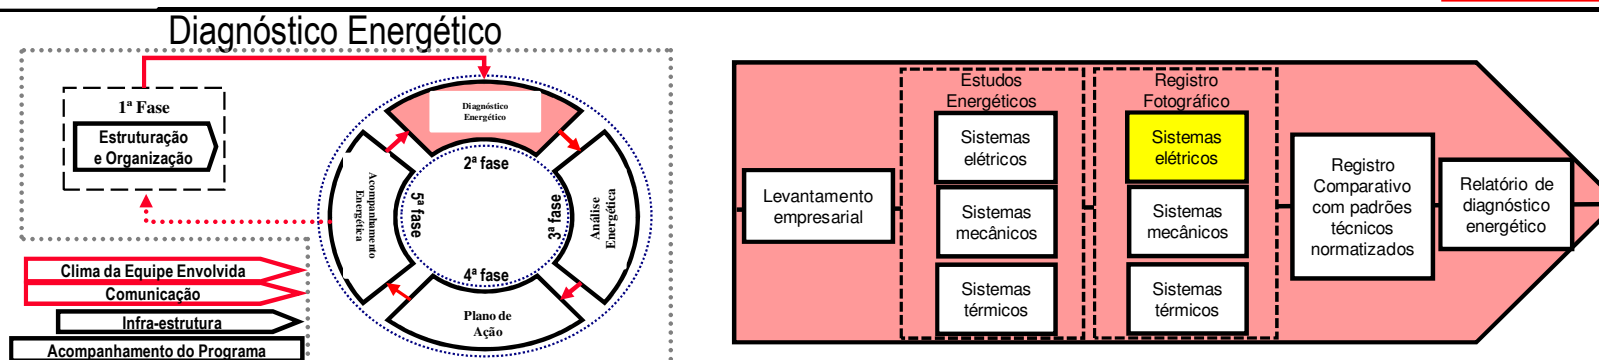 Diagnóstico Energético
1ª Fase
Estruturação
e Organização
Diagnóstico
Energético
2ª fase
Análise
Energética
3ª fase
Plano de
Ação
4ª fase
Acompanhamento
Energética
5ª fase
Clima da Equipe Envolvida
Comunicação
Infra-estrutura
Acompanhamento do Programa
Levantamento
empresarial
Estudos
Energéticos
Sistemas
elétricos
Sistemas
mecânicos
Sistemas
térmicos
Registro
Fotográfico
Sistemas
elétricos
Sistemas
mecânicos
Sistemas
térmicos
Registro
Comparativo
com padrões
técnicos
normatizados
Relatório de
diagnóstico
energético